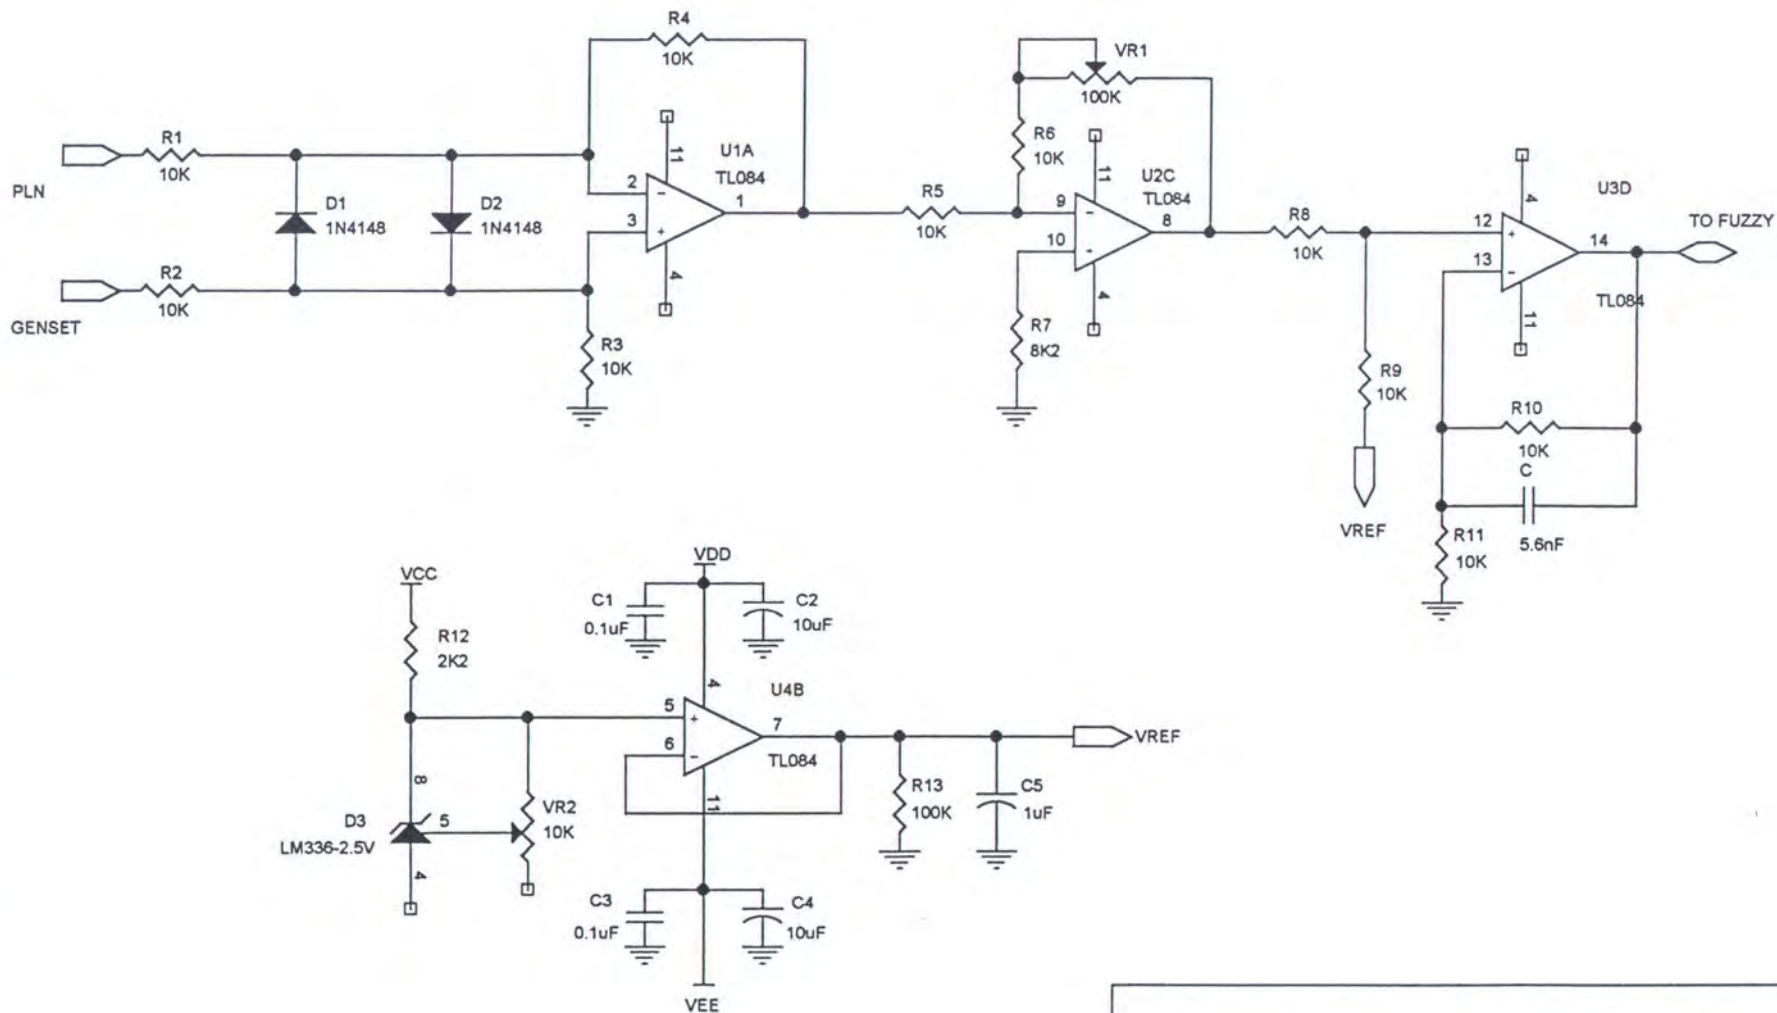 R4
10K
VR1
100K
R1
10K
PLN
R6
10K
11
U1A
TL084
2
-
3
+
1
4
D1
1N4148
D2
1N4148
R5
10K
11
U2C
TL084
9
-
10
-
8
4
R8
10K
4
U3D
12
+
13
-
14
TO FUZZY
TL084
11
R2
10K
GENSET
R3
10K
R7
8K2
R9
10K
R10
10K
C
5.6nF
VREF
R11
10K
VCC
VDD
C1
0.1uF
C2
10uF
R12
2K2
4
U4B
5
+
6
-
7
TL084
VREF
11
8
D3
5
LM336-2.5V
4
VR2
10K
R13
100K
C5
1uF
C3
0.1uF
C4
10uF
VEE